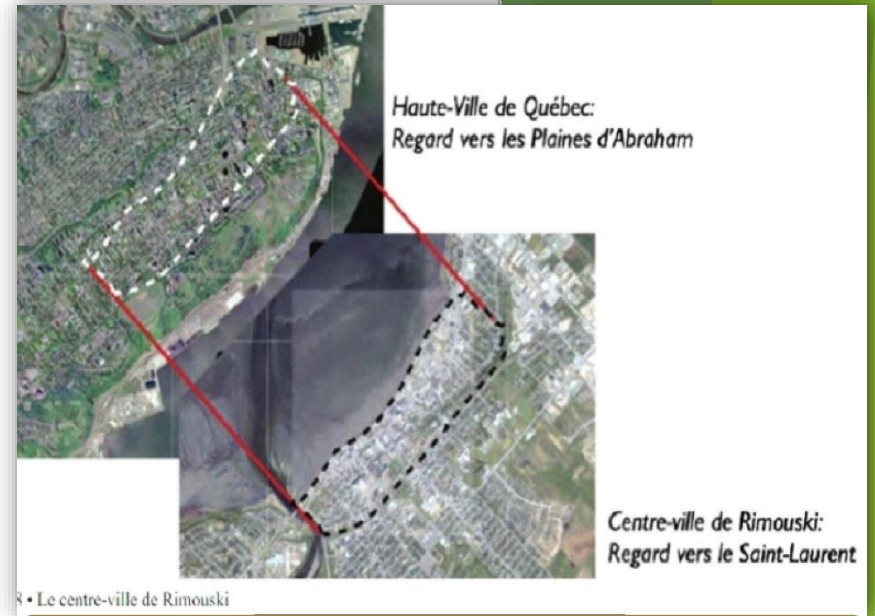 Haute-Ville de Québec:
Regard vers les Plaines d'Abraham
Centre-ville de Rimouski:
Regard vers le Saint-Laurent
8 • Le centre-ville de Rimouski